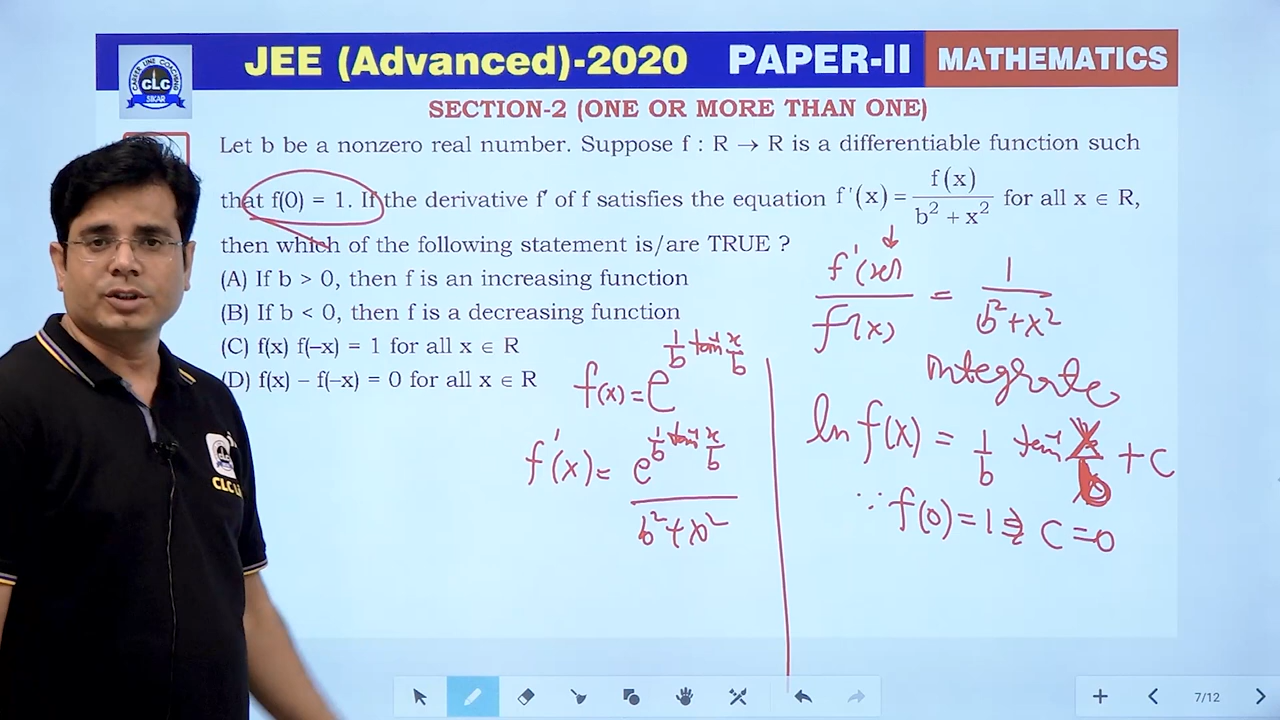 JEE (Advanced)-2020 PAPER-II MATHEMATICS
CLC
SIKAR
SECTION-2 (ONE OR MORE THAN ONE)
Let b be a nonzero real number. Suppose f : R → R is a differentiable function such
that f(0) = 1. If the derivative f' of f satisfies the equation f'(x) = f(x) / b² + x² for all x ∈ R,
then which of the following statement is/are TRUE ?
(A) If b > 0, then f is an increasing function
(B) If b < 0, then f is a decreasing function
(C) f(x) f(–x) = 1 for all x ∈ R
(D) f(x) – f(–x) = 0 for all x ∈ R
f'(x) / f(x) = 1 / b²+x²
integrate
f(x) = e^(1/b tan⁻¹ x/b)
ln f(x) = 1/b tan⁻¹ x/b + C
f'(x) = e^(1/b tan⁻¹ x/b) / b²+x²
∵ f(0) = 1 ⇒ C = 0
CLC
7/12